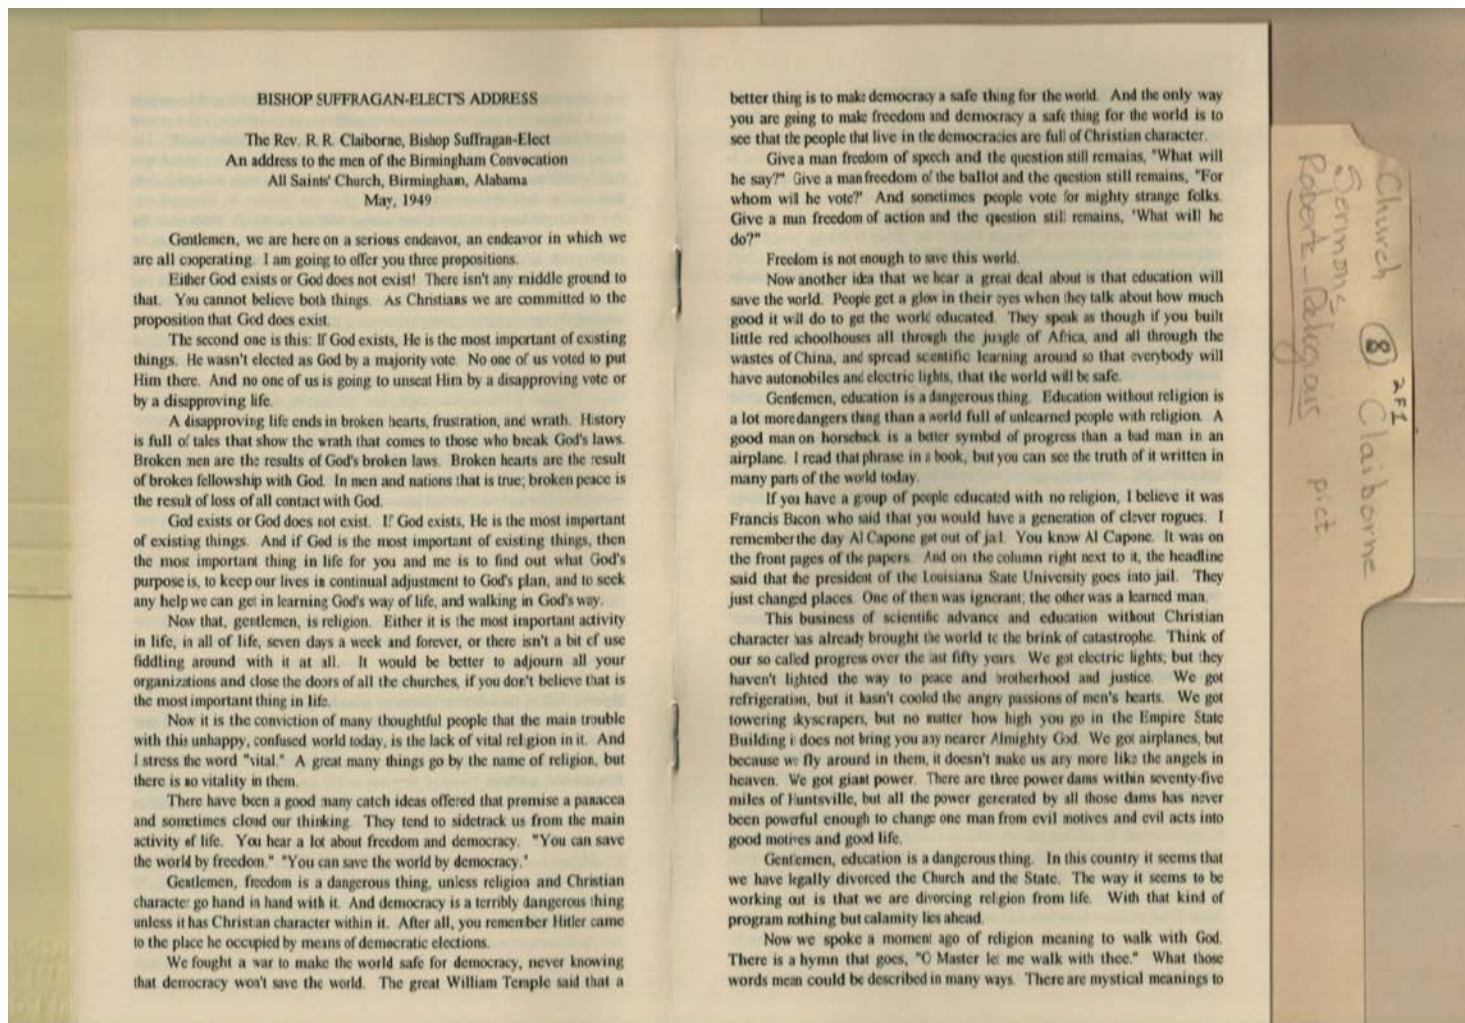 BISHOP SUFFRAGAN-ELECT'S ADDRESS
The Rev. R. R. Claiborne, Bishop Suffragan-Elect
An address to the men of the Birmingham Convocation
All Saints' Church, Birmingham, Alabama
May, 1949
Gentlemen, we are here on a serious endeavor, an endeavor in which we
are all cooperating. I am going to offer you three propositions.
Either God exists or God does not exist! There isn't any middle ground to
that. You cannot believe both things. As Christians we are committed to the
proposition that God does exist.
The second one is this: If God exists, He is the most important of existing
things. He wasn't elected as God by a majority vote. No one of us voted to put
Him there. And no one of us is going to unseat Him by a disapproving vote or
by a disapproving life.
A disapproving life ends in broken hearts, frustration, and wrath. History
is full of tales that show the wrath that comes to those who break God's laws.
Broken men are the results of God's broken laws. Broken hearts are the result
of broken fellowship with God. In men and nations that is true; broken peace is
the result of loss of all contact with God.
God exists or God does not exist. If God exists, He is the most important
of existing things. And if God is the most important of existing things, then
the most important thing in life for you and me is to find out what God's
purpose is, to keep our lives in continual adjustment to God's plan, and to seek
any help we can get in learning God's way of life, and walking in God's way.
Now that, gentlemen, is religion. Either it is the most important activity
in life, in all of life, seven days a week and forever, or there isn't a bit of use
fiddling around with it at all. It would be better to adjourn all your
organizations and close the doors of all the churches, if you don't believe that is
the most important thing in life.
Now it is the conviction of many thoughtful people that the main trouble
with this unhappy, confused world today, is the lack of vital religion in it. And
I stress the word "vital." A great many things go by the name of religion, but
there is no vitality in them.
There have been a good many catch ideas offered that promise a panacea
and sometimes cloud our thinking. They tend to sidetrack us from the main
activity of life. You hear a lot about freedom and democracy. "You can save
the world by freedom." "You can save the world by democracy."
Gentlemen, freedom is a dangerous thing, unless religion and Christian
character go hand in hand with it. And democracy is a terribly dangerous thing
unless it has Christian character within it. After all, you remember Hitler came
to the place he occupied by means of democratic elections.
We fought a war to make the world safe for democracy, never knowing
that democracy won't save the world. The great William Temple said that a
better thing is to make democracy a safe thing for the world. And the only way
you are going to make freedom and democracy a safe thing for the world is to
see that the people that live in the democracies are full of Christian character.
Give a man freedom of speech and the question still remains, "What will
he say?" Give a man freedom of the ballot and the question still remains, "For
whom will he vote?" And sometimes people vote for mighty strange folks.
Give a man freedom of action and the question still remains, "What will he
do?"
Freedom is not enough to save this world.
Now another idea that we hear a great deal about is that education will
save the world. People get a glow in their eyes when they talk about how much
good it will do to get the world educated. They speak as though if you built
little red schoolhouses all through the jungle of Africa, and all through the
wastes of China, and spread scientific learning around so that everybody will
have automobiles and electric lights, that the world will be safe.
Gentlemen, education is a dangerous thing. Education without religion is
a lot more dangers thing than a world full of unlearned people with religion. A
good man on horseback is a better symbol of progress than a bad man in an
airplane. I read that phrase in a book, but you can see the truth of it written in
many parts of the world today.
If you have a group of people educated with no religion, I believe it was
Francis Bacon who said that you would have a generation of clever rogues. I
remember the day Al Capone got out of jail. You know Al Capone. It was on
the front pages of the papers. And on the column right next to it, the headline
said that the president of the Louisiana State University goes into jail. They
just changed places. One of them was ignorant; the other was a learned man.
This business of scientific advance and education without Christian
character has already brought the world to the brink of catastrophe. Think of
our so called progress over the last fifty years. We got electric lights; but they
haven't lighted the way to peace and brotherhood and justice. We got
refrigeration, but it hasn't cooled the angry passions of men's hearts. We got
towering skyscrapers, but no matter how high you go in the Empire State
Building it does not bring you any nearer Almighty God. We got airplanes, but
because we fly around in them, it doesn't make us any more like the angels in
heaven. We got giant power. There are three power dams within seventy-five
miles of Huntsville, but all the power generated by all those dams has never
been powerful enough to change one man from evil motives and evil acts into
good motives and good life.
Gentlemen, education is a dangerous thing. In this country it seems that
we have legally divorced the Church and the State. The way it seems to be
working out is that we are divorcing religion from life. With that kind of
program nothing but calamity lies ahead.
Now we spoke a moment ago of religion meaning to walk with God.
There is a hymn that goes, "O Master let me walk with thee." What those
words mean could be described in many ways. There are mystical meanings to
2F1
Church 8 Claiborne
Sermons pict
Roberts-Religious